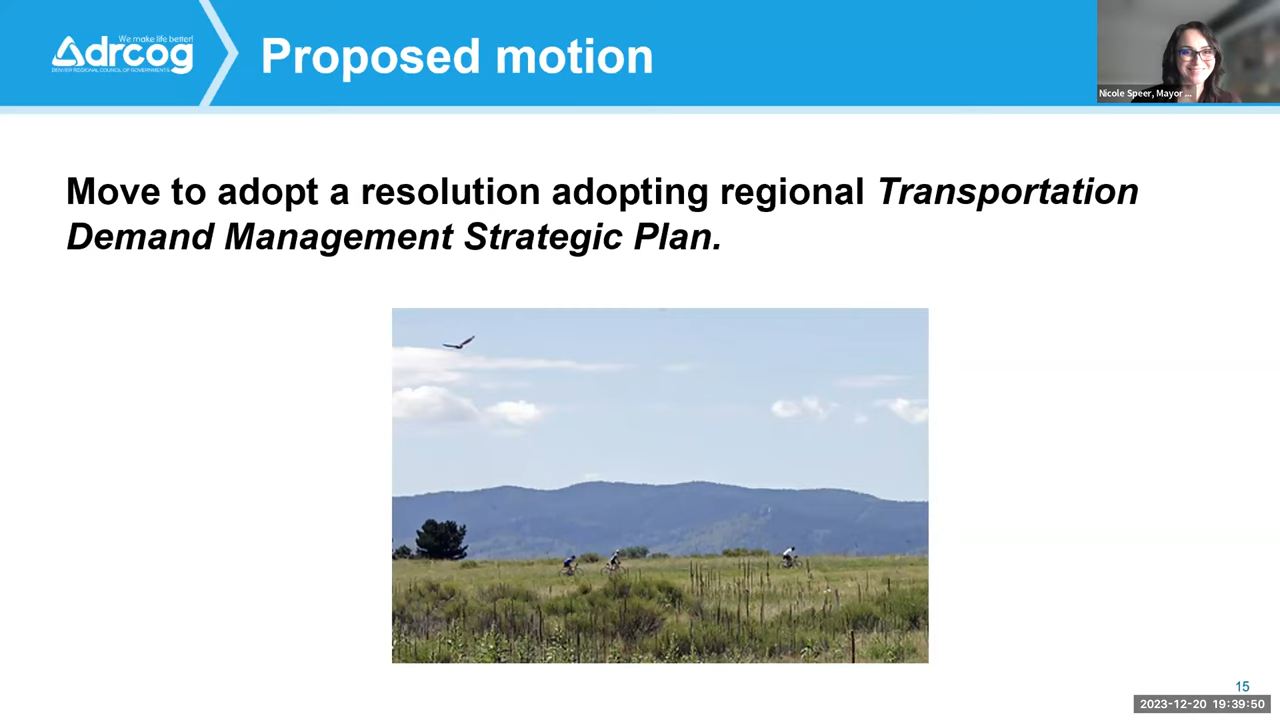 We make life better!
drcog
DENVER REGIONAL COUNCIL OF GOVERNMENTS
Proposed motion
Nicole Speer, Mayor ...
Move to adopt a resolution adopting regional Transportation
Demand Management Strategic Plan.
15
2023-12-20 19:39:50